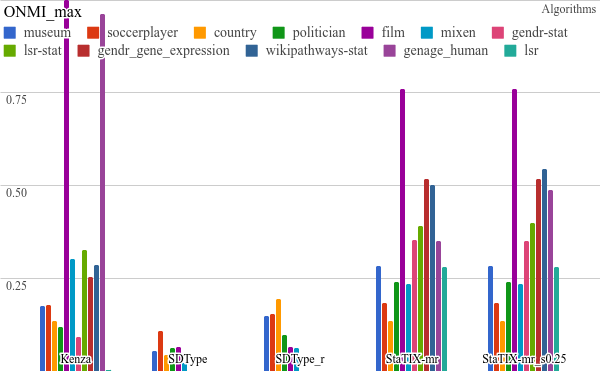 ONMI_max
Algorithms
museum soccerplayer country politician film mixen gendr-stat
lsr-stat gendr_gene_expression wikipathways-stat genage_human lsr
0.75
0.50
0.25
Kenza SDType SDType_r StaTIX-mr StaTIX-mr_s0.25